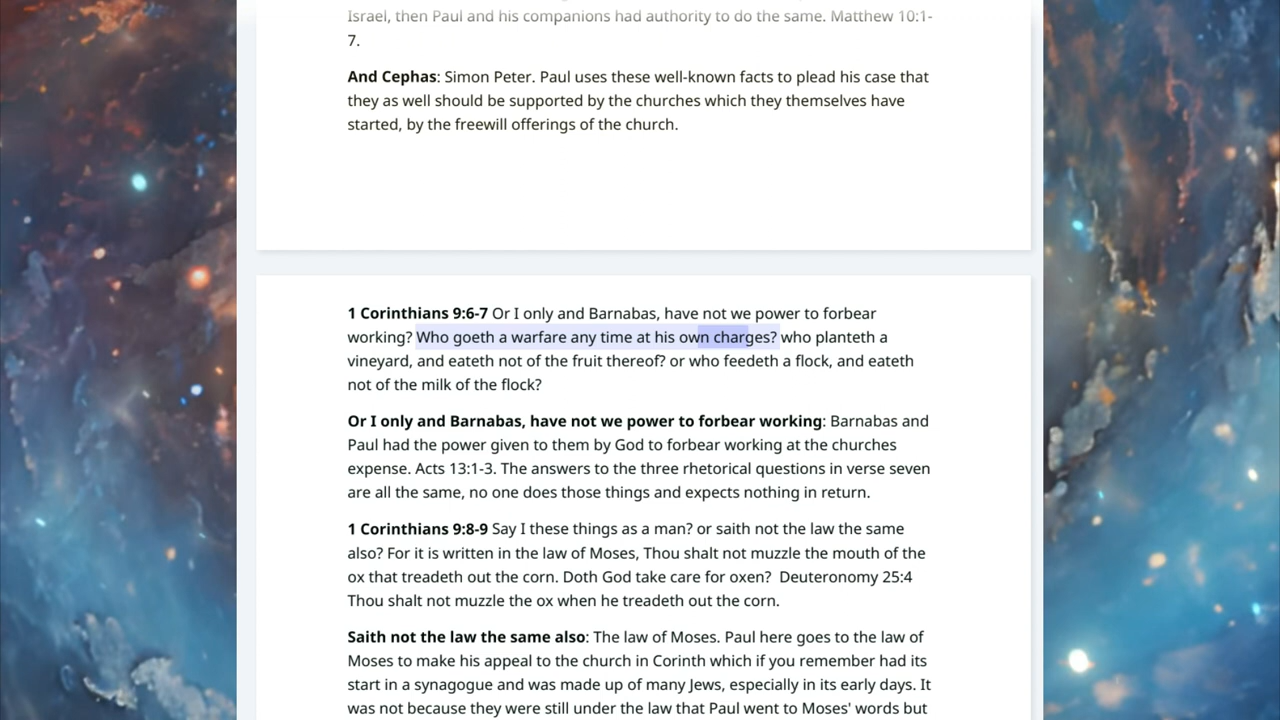 Israel, then Paul and his companions had authority to do the same. Matthew 10:1-
7.
And Cephas: Simon Peter. Paul uses these well-known facts to plead his case that
they as well should be supported by the churches which they themselves have
started, by the freewill offerings of the church.
1 Corinthians 9:6-7 Or I only and Barnabas, have not we power to forbear
working? Who goeth a warfare any time at his own charges? who planteth a
vineyard, and eateth not of the fruit thereof? or who feedeth a flock, and eateth
not of the milk of the flock?
Or I only and Barnabas, have not we power to forbear working: Barnabas and
Paul had the power given to them by God to forbear working at the churches
expense. Acts 13:1-3. The answers to the three rhetorical questions in verse seven
are all the same, no one does those things and expects nothing in return.
1 Corinthians 9:8-9 Say I these things as a man? or saith not the law the same
also? For it is written in the law of Moses, Thou shalt not muzzle the mouth of the
ox that treadeth out the corn. Doth God take care for oxen?  Deuteronomy 25:4
Thou shalt not muzzle the ox when he treadeth out the corn.
Saith not the law the same also: The law of Moses. Paul here goes to the law of
Moses to make his appeal to the church in Corinth which if you remember had its
start in a synagogue and was made up of many Jews, especially in its early days. It
was not because they were still under the law that Paul went to Moses' words but